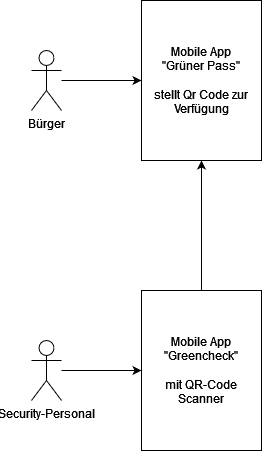 Mobile App
"Grüner Pass"
stellt Qr Code zur
Verfügung
Bürger
Mobile App
"Greencheck"
mit QR-Code
Scanner
Security-Personal